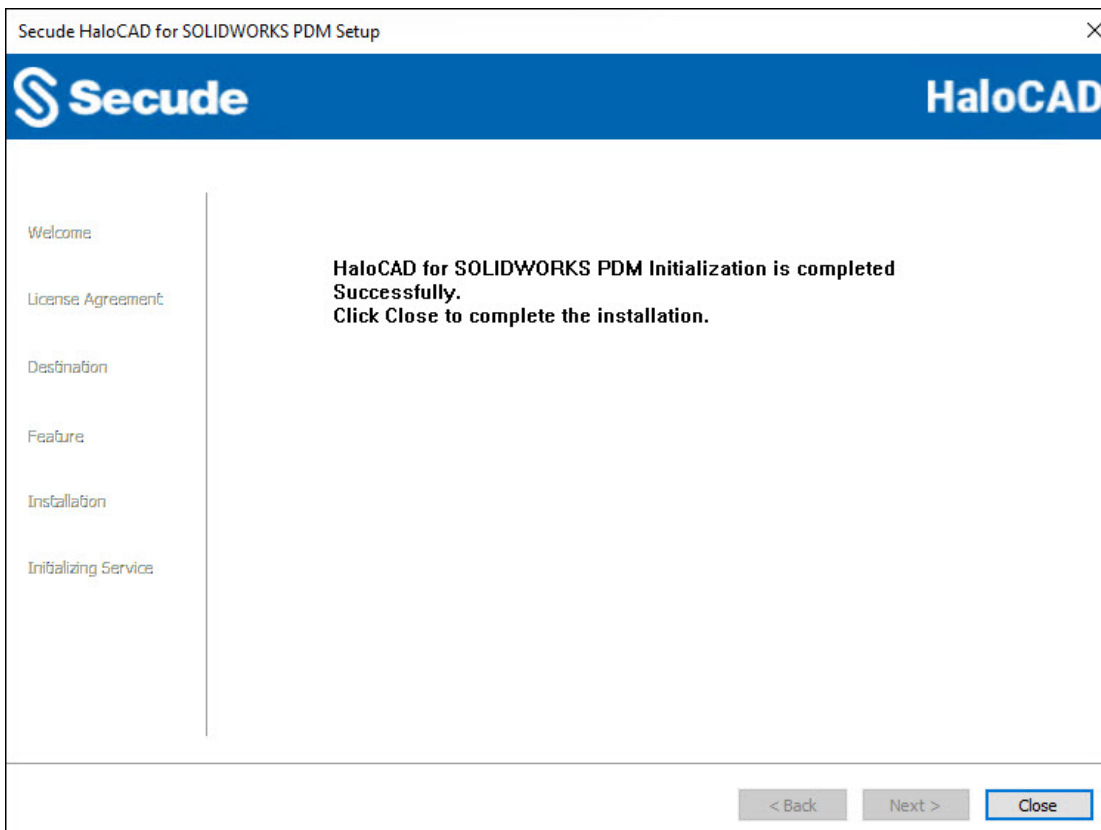 Secude HaloCAD for SOLIDWORKS PDM Setup
Secude
HaloCAD
Welcome
License Agreement
Destination
Feature
Installation
Initializing Service
HaloCAD for SOLIDWORKS PDM Initialization is completed
Successfully.
Click Close to complete the installation.
< Back
Next >
Close